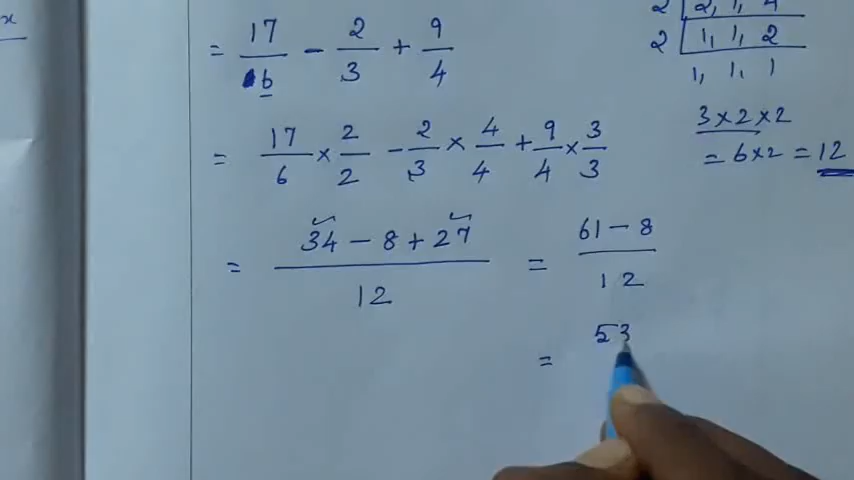 x
= 17/6 - 2/3 + 9/4
= 17/6 × 2/2 - 2/3 × 4/4 + 9/4 × 3/3
= 34 - 8 + 27 / 12 = 61 - 8 / 12
= 53
2 | 2, 1, 4
2 | 1, 1, 2
1, 1, 1
3×2×2
= 6×2 = 12